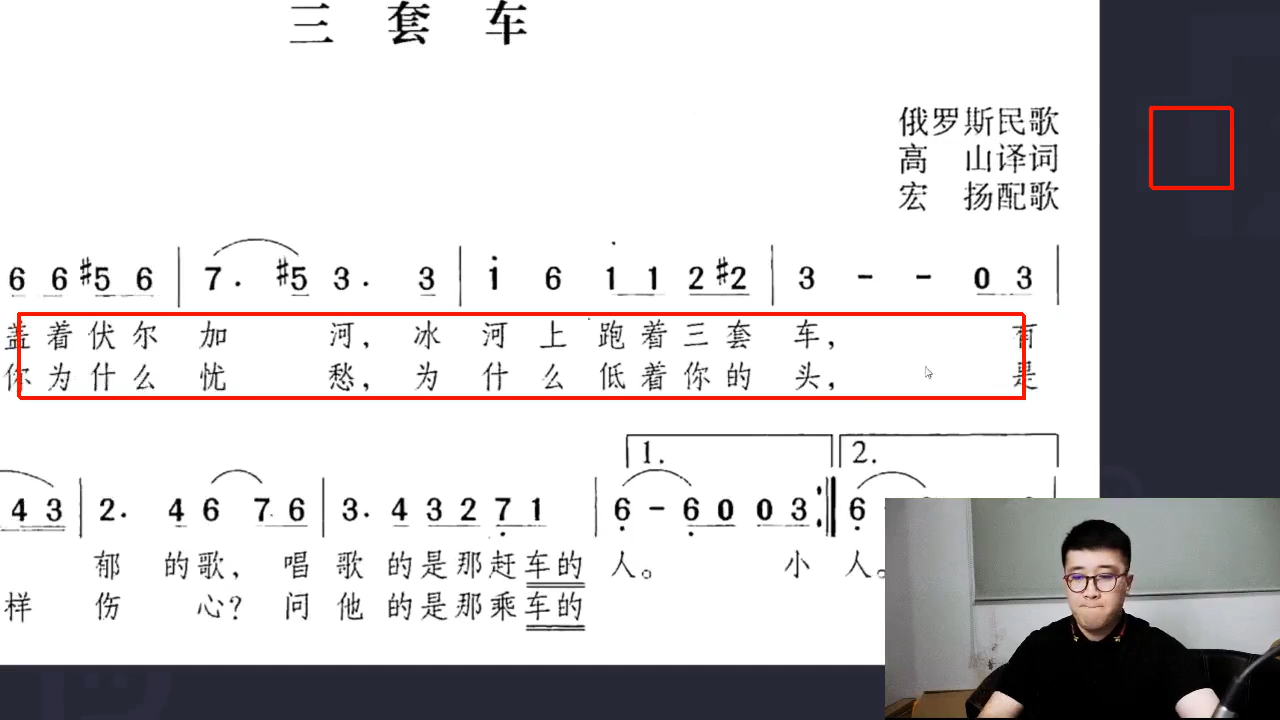 三套车
俄罗斯民歌
高 山译词
宏 扬配歌
6 6 #5 6 | 7. #5 3. 3 | i 6 1 1 2 #2 | 3 - - 0 3 |
盖着伏尔加 河，冰河上跑着三套车， 有
你为什么忧 愁，为什么低着你的头， 是
1. 2.
4 3 | 2. 4 6 7 6 | 3. 4 3 2 7 1 | 6 - 6 0 0 3 :| 6
郁 的歌，唱歌的是那赶车的人。 小人。
样 伤 心？问他的是那乘车的